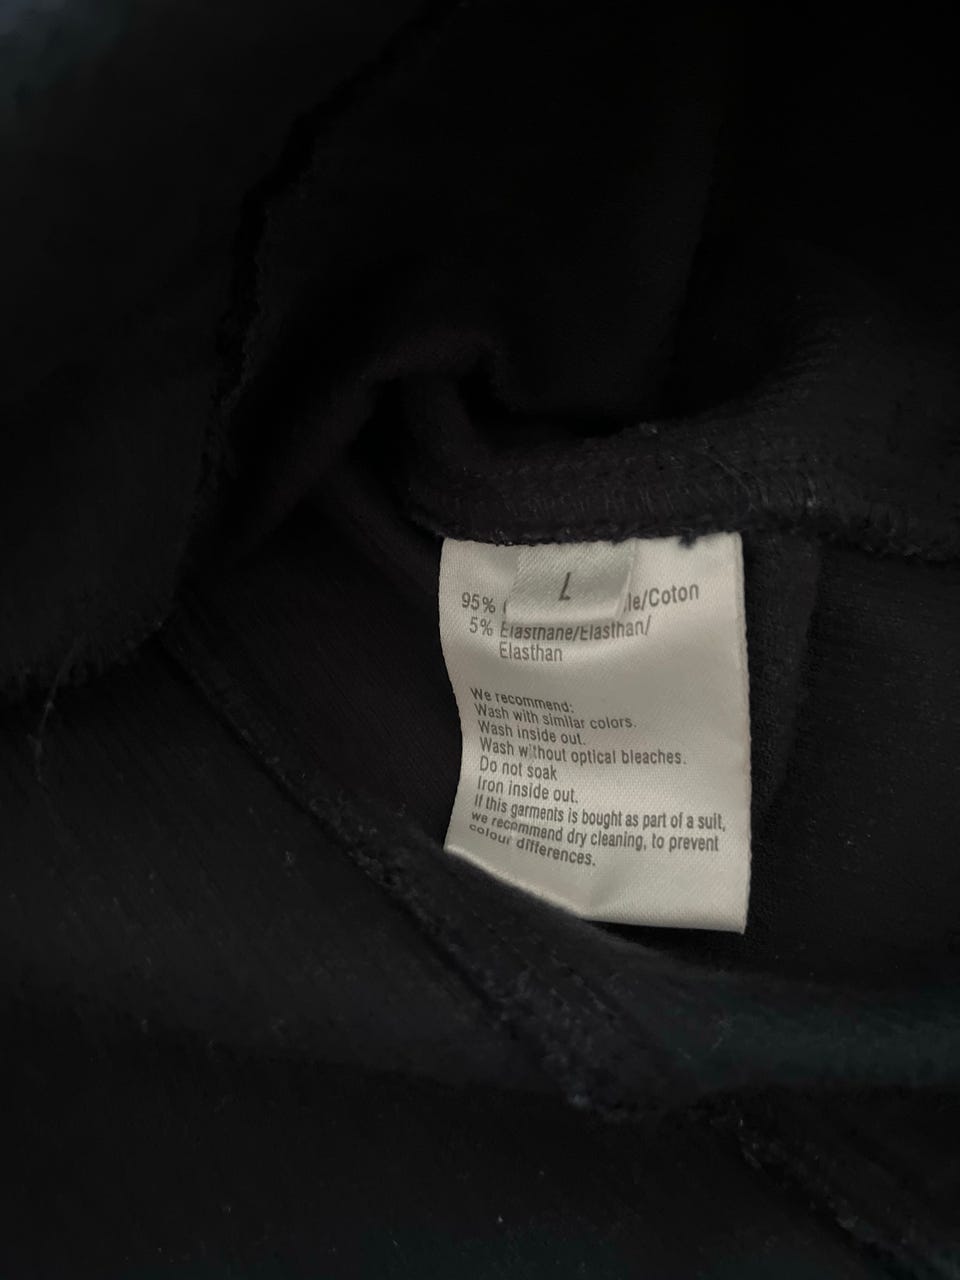 L
95% le/Coton
5% Elasthane/Elasthan/
Elasthan
We recommend:
Wash with similar colors.
Wash inside out.
Wash without optical bleaches.
Do not soak
Iron inside out.
If this garments is bought as part of a suit,
we recommend dry cleaning, to prevent
colour differences.